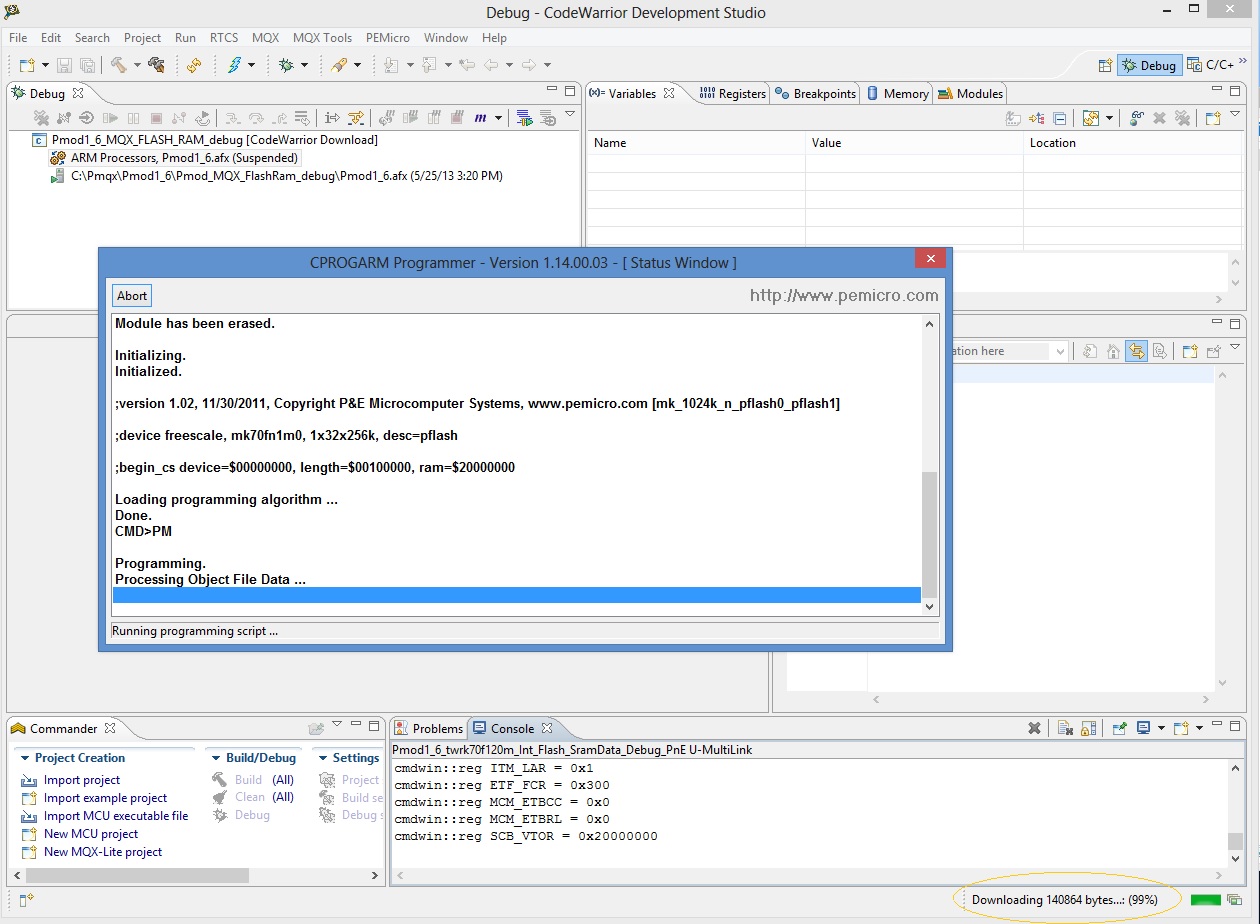 Debug - CodeWarrior Development Studio
File Edit Search Project Run RTCS MQX MQX Tools PEMicro Window Help
Debug C/C+ »
Debug
Pmod1_6_MQX_FLASH_RAM_debug [CodeWarrior Download]
ARM Processors, Pmod1_6.afx (Suspended)
C:\Pmqx\Pmod1_6\Pmod_MQX_FlashRam_debug\Pmod1_6.afx (5/25/13 3:20 PM)
(x)= Variables 1010 0101 Registers Breakpoints Memory Modules
Name Value Location
CPROGARM Programmer - Version 1.14.00.03 - [ Status Window ]
Abort http://www.pemicro.com
Module has been erased.
Initializing.
Initialized.
;version 1.02, 11/30/2011, Copyright P&E Microcomputer Systems, www.pemicro.com [mk_1024k_n_pflash0_pflash1]
;device freescale, mk70fn1m0, 1x32x256k, desc=pflash
;begin_cs device=$00000000, length=$00100000, ram=$20000000
Loading programming algorithm ...
Done.
CMD>PM
Programming.
Processing Object File Data ...
Running programming script ...
ation here
Commander
Project Creation
Import project
Import example project
Import MCU executable file
New MCU project
New MQX-Lite project
Build/Debug
Build (All)
Clean (All)
Debug
Settings
Project
Build se
Debug s
Problems Console
Pmod1_6_twrk70f120m_Int_Flash_SramData_Debug_PnE U-MultiLink
cmdwin::reg ITM_LAR = 0x1
cmdwin::reg ETF_FCR = 0x300
cmdwin::reg MCM_ETBCC = 0x0
cmdwin::reg MCM_ETBRL = 0x0
cmdwin::reg SCB_VTOR = 0x20000000
Downloading 140864 bytes...: (99%)